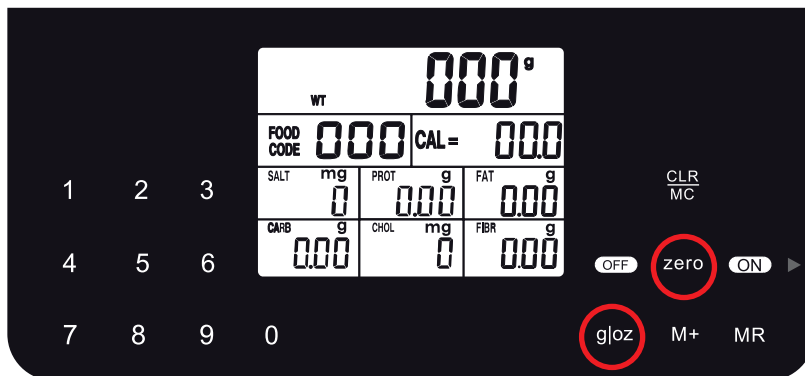 000 g
WT
FOOD CODE 000 CAL = 00.0
SALT mg 0 PROT g 0.00 FAT g 0.00
CARB g 0.00 CHOL mg 0 FIBR g 0.00
1 2 3
CLR
MC
4 5 6
OFF zero ON
7 8 9 0
g|oz M+ MR